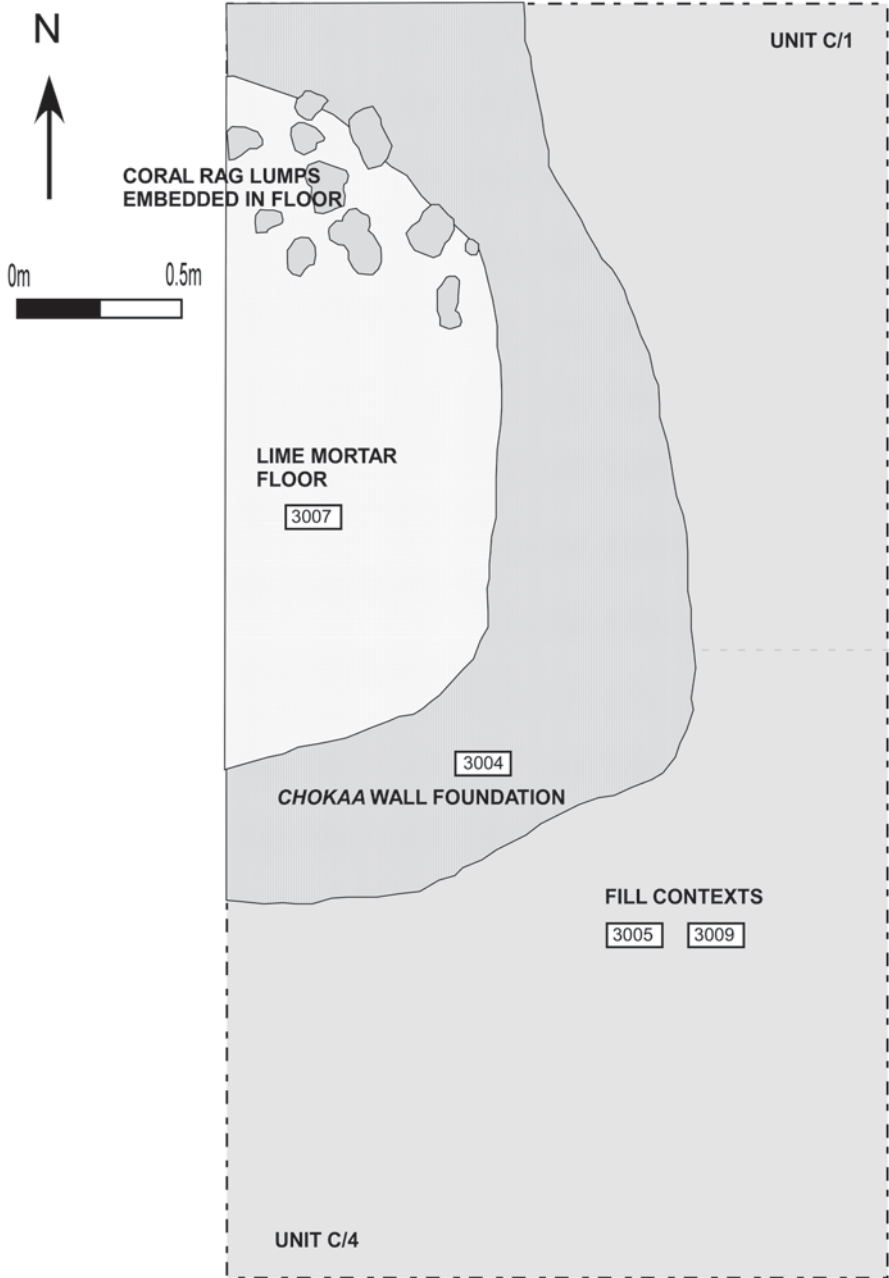 N
UNIT C/1
CORAL RAG LUMPS
EMBEDDED IN FLOOR
0m 0.5m
LIME MORTAR
FLOOR
3007
3004
CHOKAA WALL FOUNDATION
FILL CONTEXTS
3005 3009
UNIT C/4